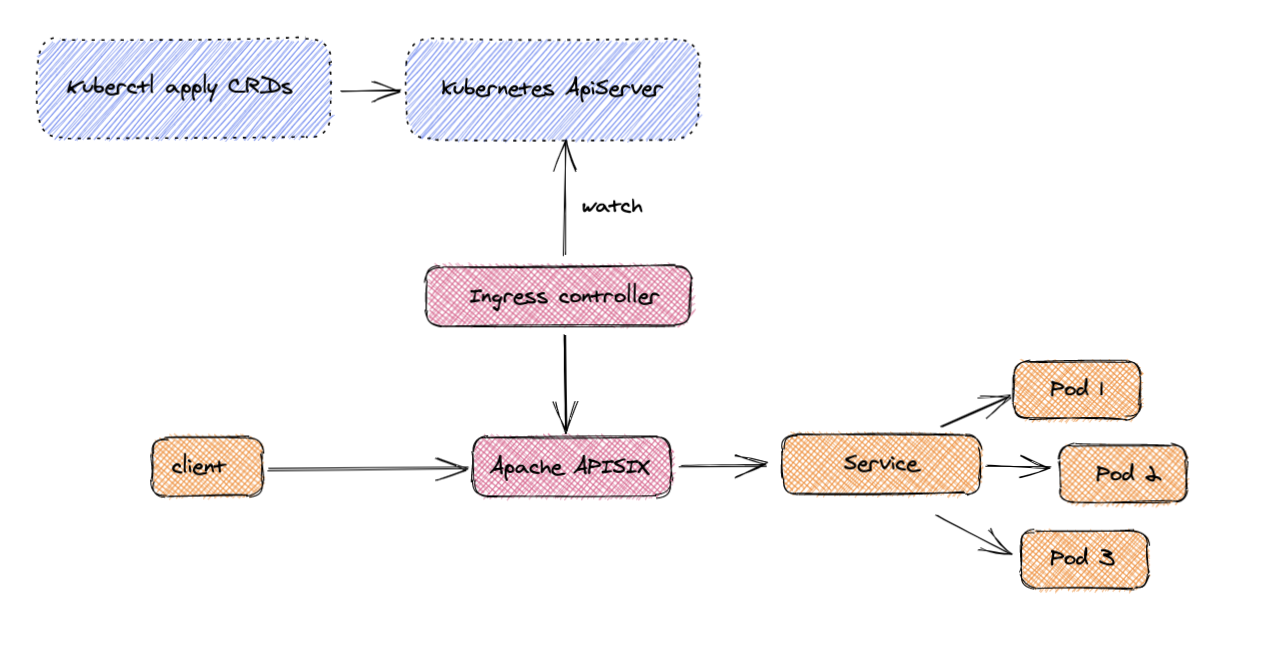 Kuberctl apply CRDs
Kubernetes ApiServer
watch
Ingress controller
Pod 1
client
Apache APISIX
Service
Pod 2
Pod 3